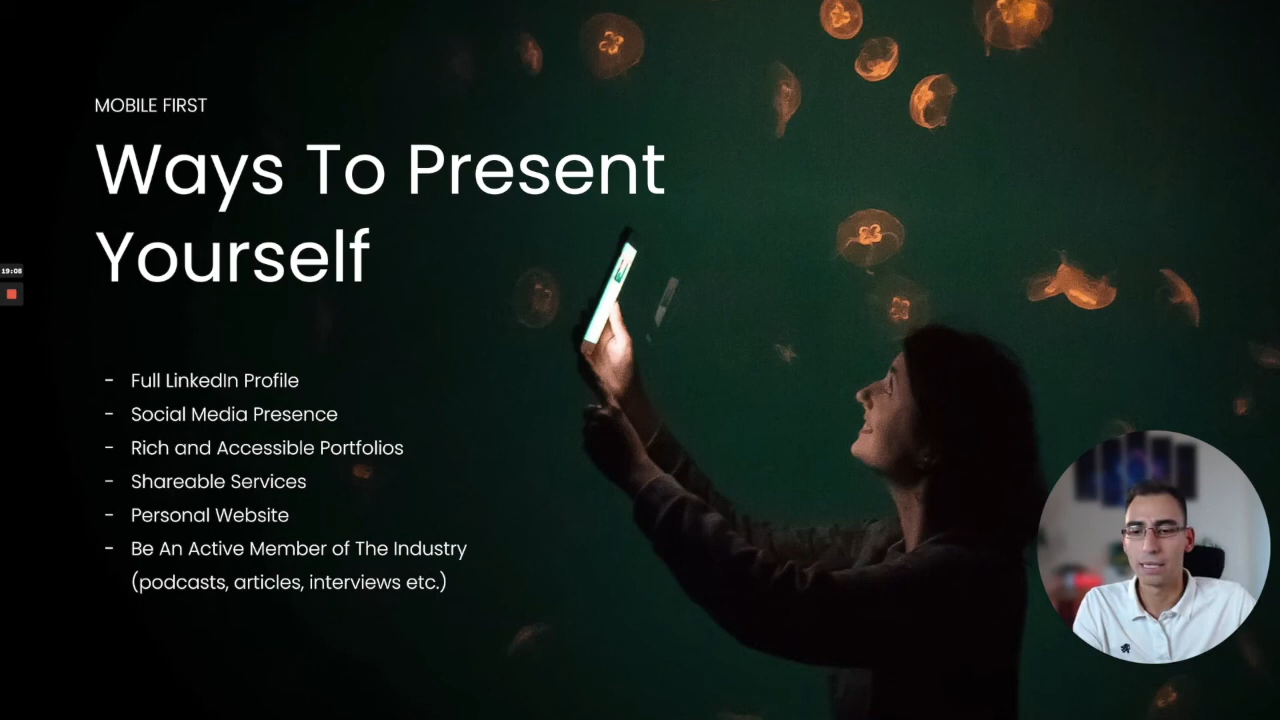 MOBILE FIRST
Ways To Present
Yourself
19:08
- Full LinkedIn Profile
- Social Media Presence
- Rich and Accessible Portfolios
- Shareable Services
- Personal Website
- Be An Active Member of The Industry
(podcasts, articles, interviews etc.)